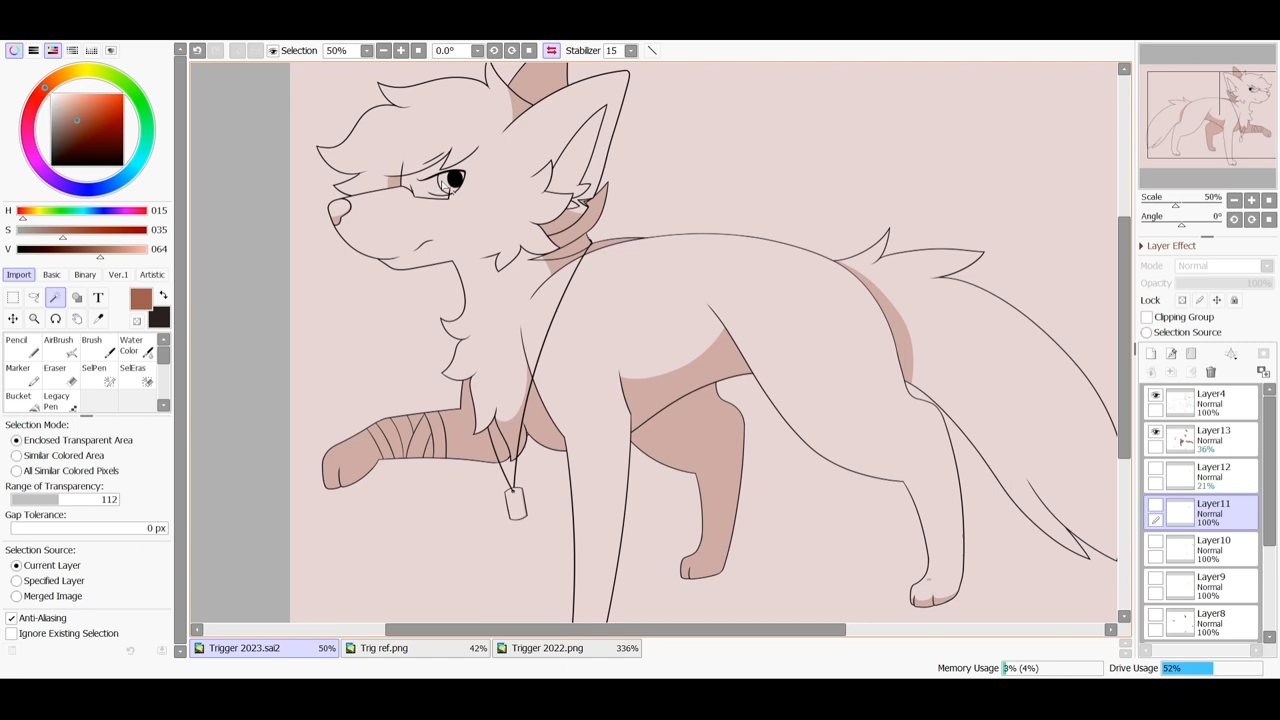 Selection 50% 0.0° Stabilizer 15
H 015
S 035
V 064
Import Basic Binary Ver.1 Artistic
T
Pencil AirBrush Brush Water Color
Marker Eraser SelPen SelEras
Bucket Legacy Pen
Selection Mode:
Enclosed Transparent Area
Similar Colored Area
All Similar Colored Pixels
Range of Transparency:
112
Gap Tolerance:
0 px
Selection Source:
Current Layer
Specified Layer
Merged Image
Anti-Aliasing
Ignore Existing Selection
Scale 50%
Angle 0°
Layer Effect
Mode Normal
Opacity 100%
Lock
Clipping Group
Selection Source
Layer4
Normal
100%
Layer13
Normal
36%
Layer12
Normal
21%
Layer11
Normal
100%
Layer10
Normal
100%
Layer9
Normal
100%
Layer8
Normal
100%
Trigger 2023.sai2 50% Trig ref.png 42% Trigger 2022.png 336%
Memory Usage 3% (4%) Drive Usage 52%